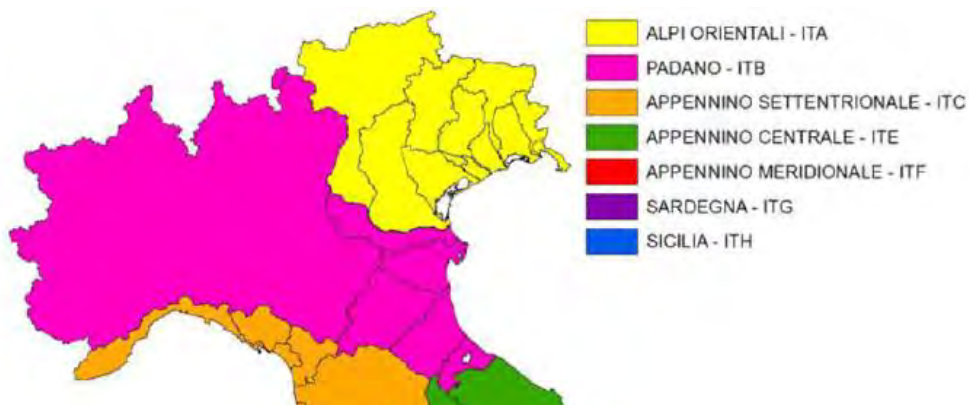 ALPI ORIENTALI - ITA
PADANO - ITB
APPENNINO SETTENTRIONALE - ITC
APPENNINO CENTRALE - ITE
APPENNINO MERIDIONALE - ITF
SARDEGNA - ITG
SICILIA - ITH